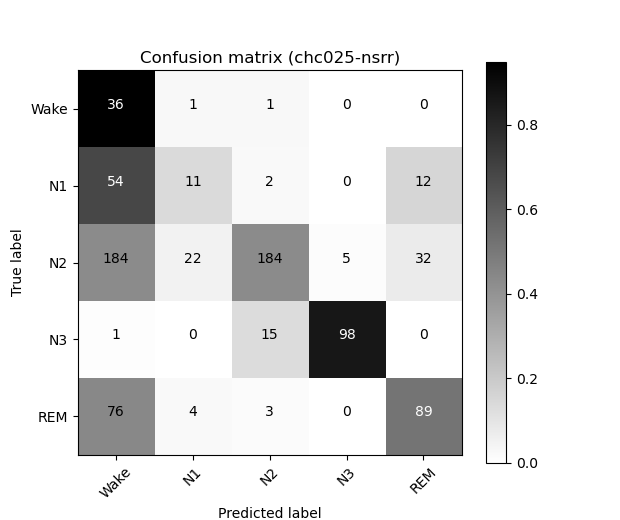 Confusion matrix (chc025-nsrr)
Wake 36 1 1 0 0
N1 54 11 2 0 12
N2 184 22 184 5 32
N3 1 0 15 98 0
REM 76 4 3 0 89
Wake N1 N2 N3 REM
Predicted label
True label
0.8
0.6
0.4
0.2
0.0